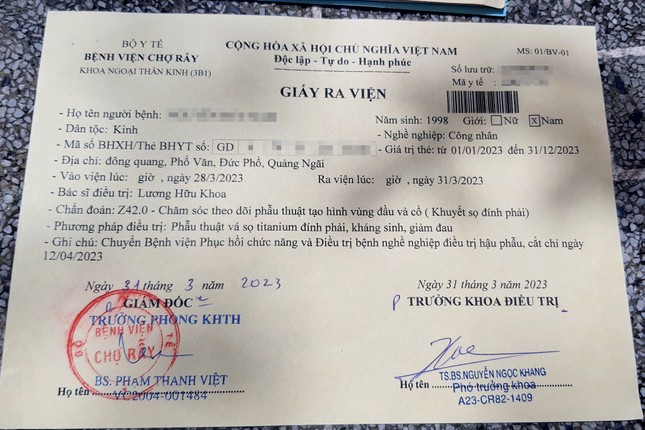 BỘ Y TẾ
BỆNH VIỆN CHỢ RẪY
KHOA NGOẠI THẦN KINH (3B1)
CỘNG HÒA XÃ HỘI CHỦ NGHĨA VIỆT NAM
Độc lập - Tự do - Hạnh phúc
MS: 01/BV-01
Số lưu trữ:
Mã y tế:
GIẤY RA VIỆN
- Họ tên người bệnh:
Năm sinh: 1998 Giới: Nữ X Nam
- Dân tộc: Kinh
- Nghề nghiệp: Công nhân
- Mã số BHXH/Thẻ BHYT số: GD
- Giá trị thẻ: từ 01/01/2023 đến 31/12/2023
- Địa chỉ: đông quang, Phổ Văn, Đức Phổ, Quảng Ngãi
- Vào viện lúc: giờ , ngày 28/3/2023 Ra viện lúc: giờ , ngày 31/3/2023
- Bác sĩ điều trị: Lương Hữu Khoa
- Chẩn đoán: Z42.0 - Chăm sóc theo dõi phẫu thuật tạo hình vùng đầu và cổ ( Khuyết sọ đính phải)
- Phương pháp điều trị: Phẫu thuật vá sọ titanium đính phải, kháng sinh, giảm đau
- Ghi chú: Chuyển Bệnh viện Phục hồi chức năng và Điều trị bệnh nghề nghiệp điều trị hậu phẫu, cắt chỉ ngày
12/04/2023
Ngày 31 tháng 3 năm 2023
GIÁM ĐỐC
TRƯỞNG PHÒNG KHTH
BỘ Y TẾ
BỆNH VIỆN
CHỢ RẪY
BS. PHẠM THANH VIỆT
Họ tên
VC2004-001484
Ngày 31 tháng 3 năm 2023
P TRƯỞNG KHOA ĐIỀU TRỊ
TS.BS.NGUYỄN NGỌC KHANG
Họ tên Phó trưởng khoa
A23-CR82-1409